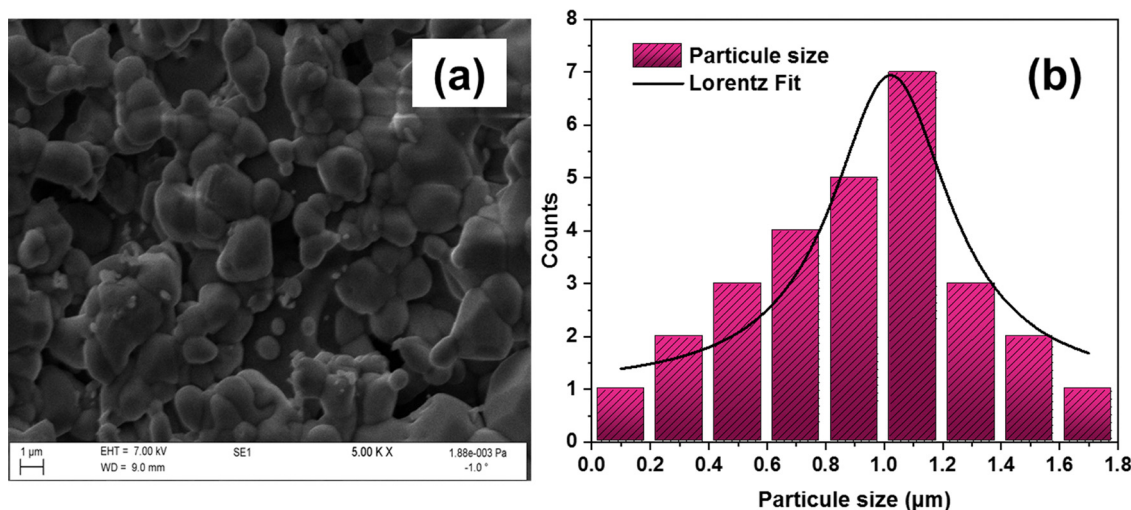 (a)
1 µm
EHT = 7.00 kV
SE1
5.00 K X
1.88e-003 Pa
WD = 9.0 mm
-1.0 °
(b)
Particule size
Lorentz Fit
Counts
8
7
6
5
4
3
2
1
0
0.0 0.2 0.4 0.6 0.8 1.0 1.2 1.4 1.6 1.8
Particule size (µm)